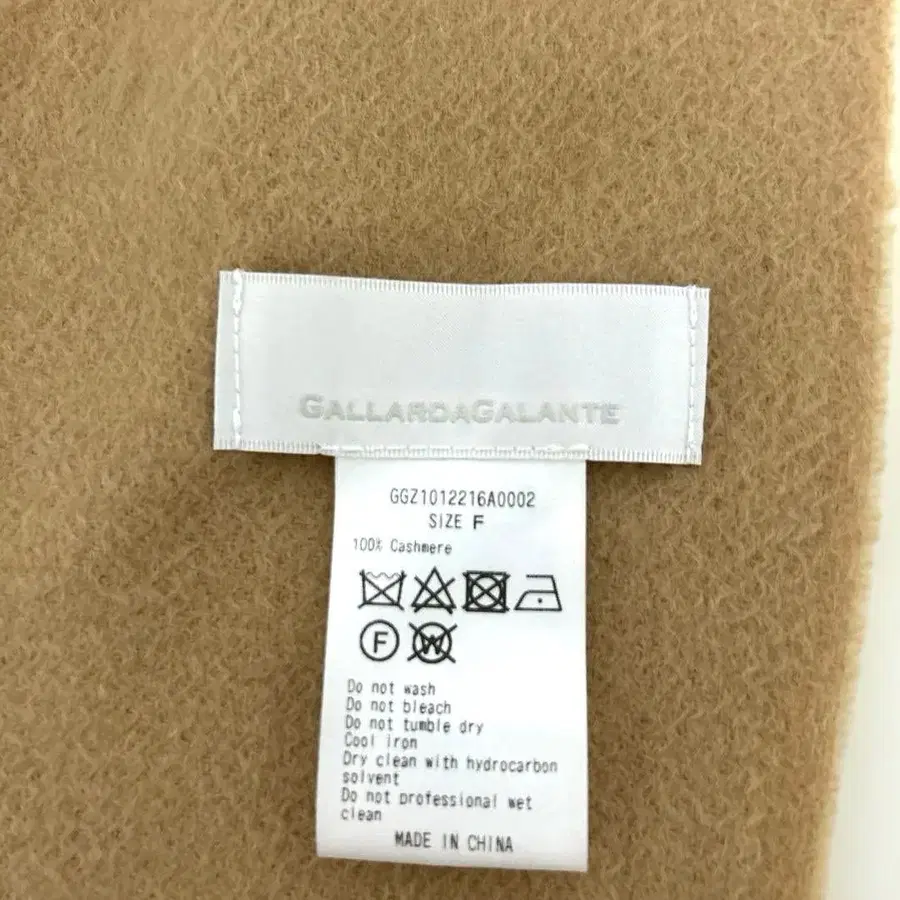 GALLARDAGALANTE
GGZ1012216A0002
SIZE F
100% Cashmere
F W
Do not wash
Do not bleach
Do not tumble dry
Cool iron
Dry clean with hydrocarbon
solvent
Do not professional wet
clean
MADE IN CHINA